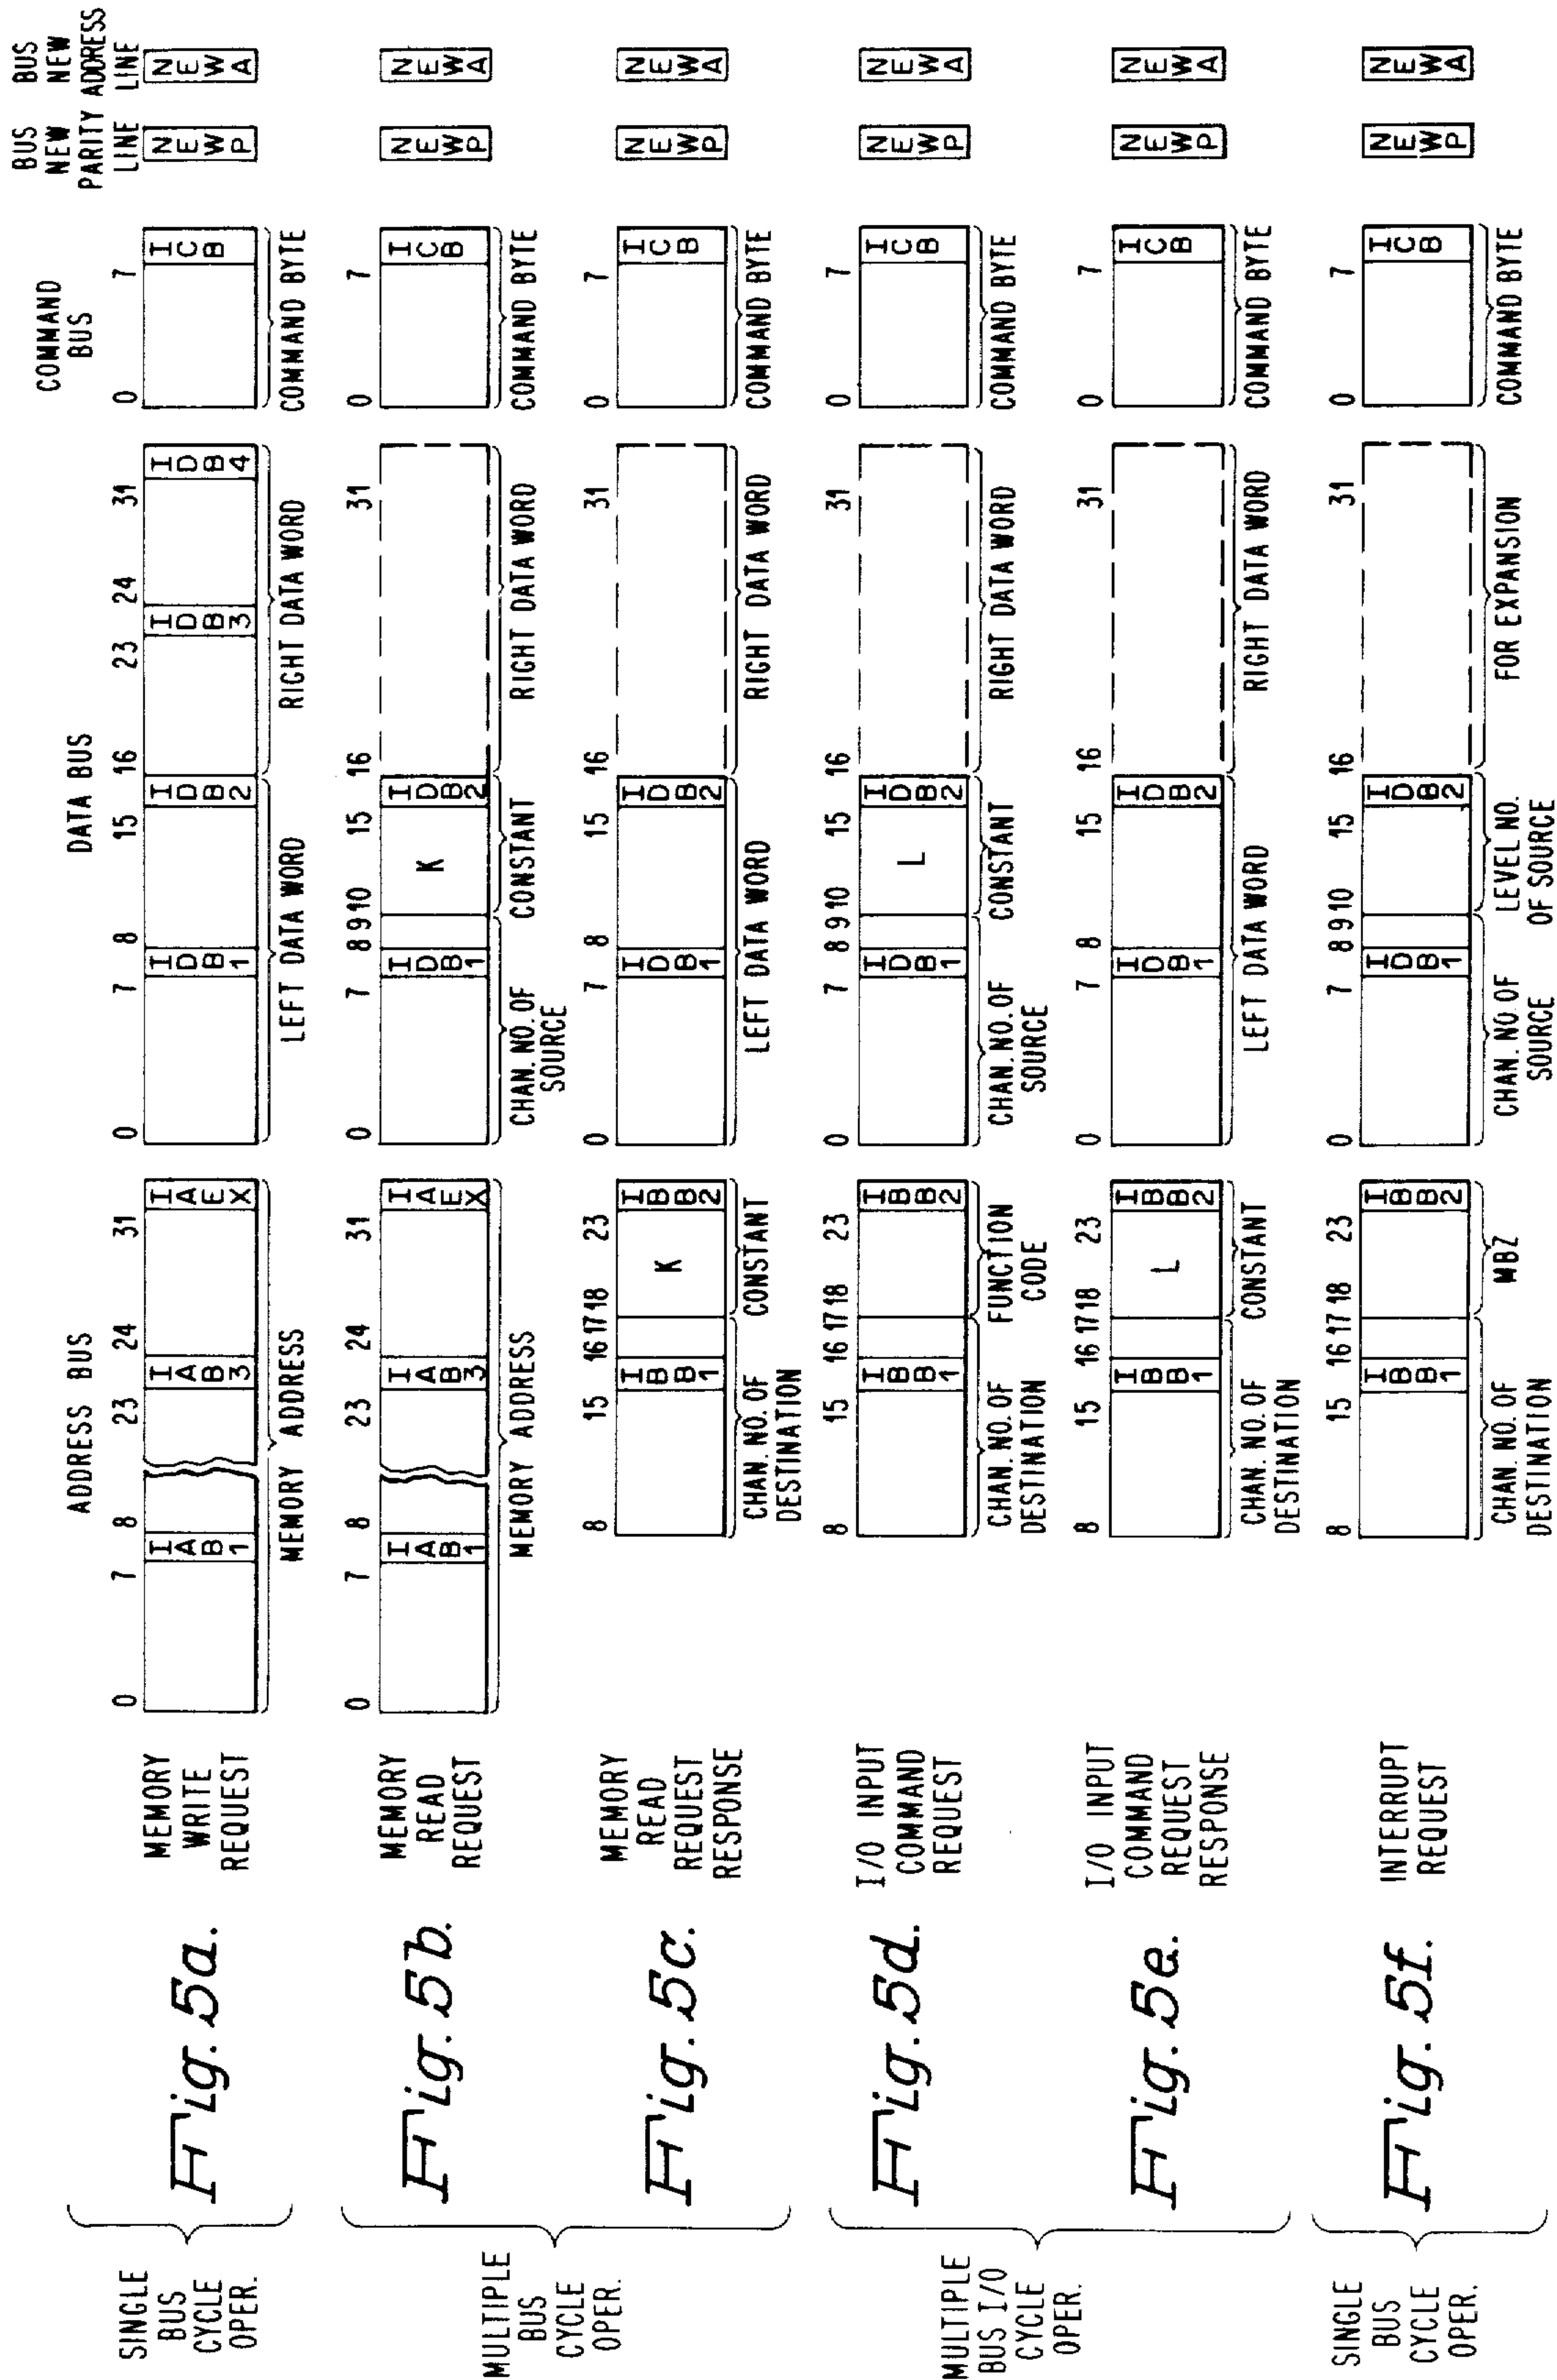 ADDRESS BUS
DATA BUS
COMMAND
BUS
BUS
NEW
PARITY
LINE
BUS
NEW
ADDRESS
LINE
SINGLE
BUS
CYCLE
OPER.
Fig. 5a.
MEMORY
WRITE
REQUEST
0 7 8 23 24 31
IAB1 IAB3 IAEX
MEMORY ADDRESS
0 7 8 15 16 23 24 31
IDB1 IDB2 IDB3 IDB4
LEFT DATA WORD RIGHT DATA WORD
0 7
ICB
COMMAND BYTE
NEWP NEWA
MULTIPLE
BUS
CYCLE
OPER.
Fig. 5b.
MEMORY
READ
REQUEST
0 7 8 23 24 31
IAB1 IAB3 IAEX
MEMORY ADDRESS
0 7 8 9 10 15 16 31
IDB1 K IDB2
CHAN. NO. OF
SOURCE
CONSTANT
RIGHT DATA WORD
0 7
ICB
COMMAND BYTE
NEWP NEWA
Fig. 5c.
MEMORY
READ
REQUEST
RESPONSE
8 15 16 17 18 23
IBB1 K IBB2
CHAN. NO. OF
DESTINATION
CONSTANT
0 7 8 15 16 31
IDB1 IDB2
LEFT DATA WORD RIGHT DATA WORD
0 7
ICB
COMMAND BYTE
NEWP NEWA
MULTIPLE
BUS I/O
CYCLE
OPER.
Fig. 5d.
I/O INPUT
COMMAND
REQUEST
8 15 16 17 18 23
IBB1 IBB2
CHAN. NO. OF
DESTINATION
FUNCTION
CODE
0 7 8 9 10 15 16 31
IDB1 L IDB2
CHAN. NO. OF
SOURCE
CONSTANT
RIGHT DATA WORD
0 7
ICB
COMMAND BYTE
NEWP NEWA
Fig. 5e.
I/O INPUT
COMMAND
REQUEST
RESPONSE
8 15 16 17 18 23
IBB1 L IBB2
CHAN. NO. OF
DESTINATION
CONSTANT
0 7 8 15 16 31
IDB1 IDB2
LEFT DATA WORD RIGHT DATA WORD
0 7
ICB
COMMAND BYTE
NEWP NEWA
SINGLE
BUS
CYCLE
OPER.
Fig. 5f.
INTERRUPT
REQUEST
8 15 16 17 18 23
IBB1 IBB2
CHAN. NO. OF
DESTINATION
MBZ
0 7 8 9 10 15 16 31
IDB1 IDB2
CHAN. NO. OF
SOURCE
LEVEL NO.
OF SOURCE
FOR EXPANSION
0 7
ICB
COMMAND BYTE
NEWP NEWA